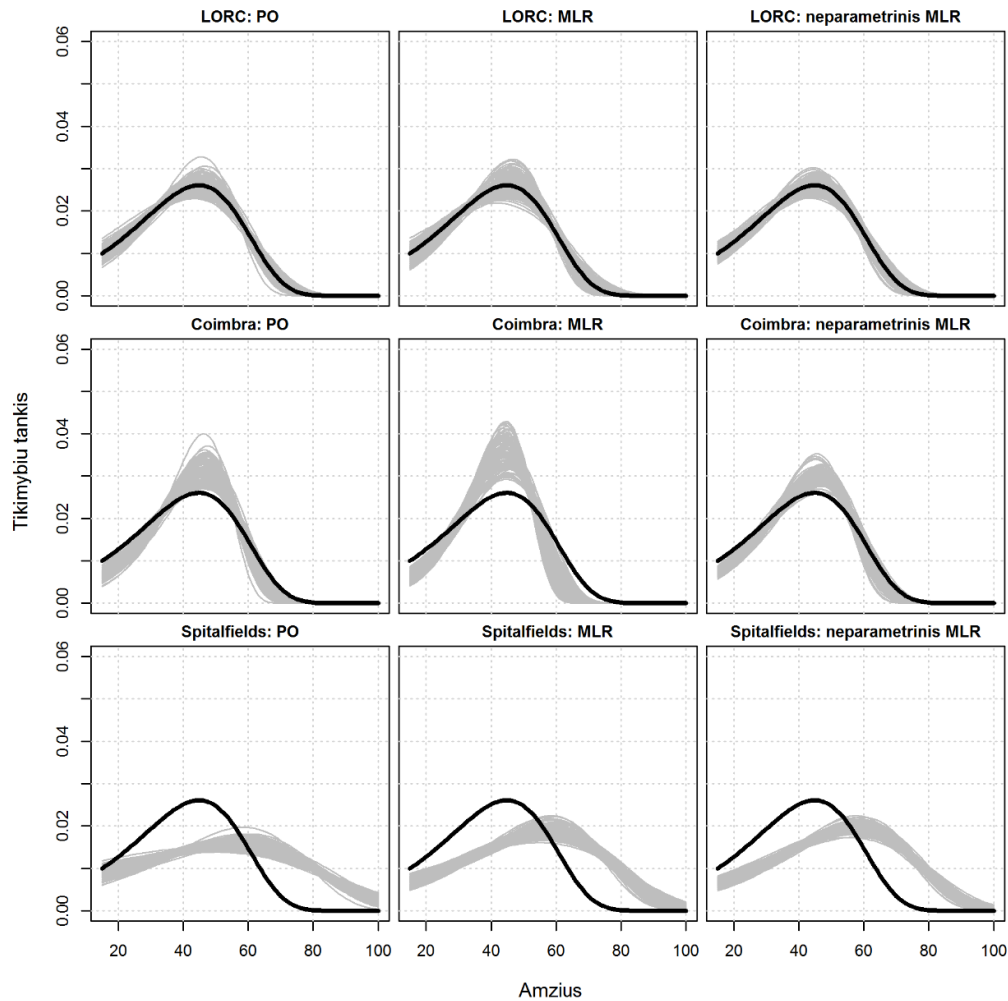 LORC: PO
LORC: MLR
LORC: neparametrinis MLR
0.00 0.02 0.04 0.06
Coimbra: PO
Coimbra: MLR
Coimbra: neparametrinis MLR
0.00 0.02 0.04 0.06
Tikimybiu tankis
Spitalfields: PO
Spitalfields: MLR
Spitalfields: neparametrinis MLR
0.00 0.02 0.04 0.06
20 40 60 80 100
20 40 60 80 100
20 40 60 80 100
Amzius